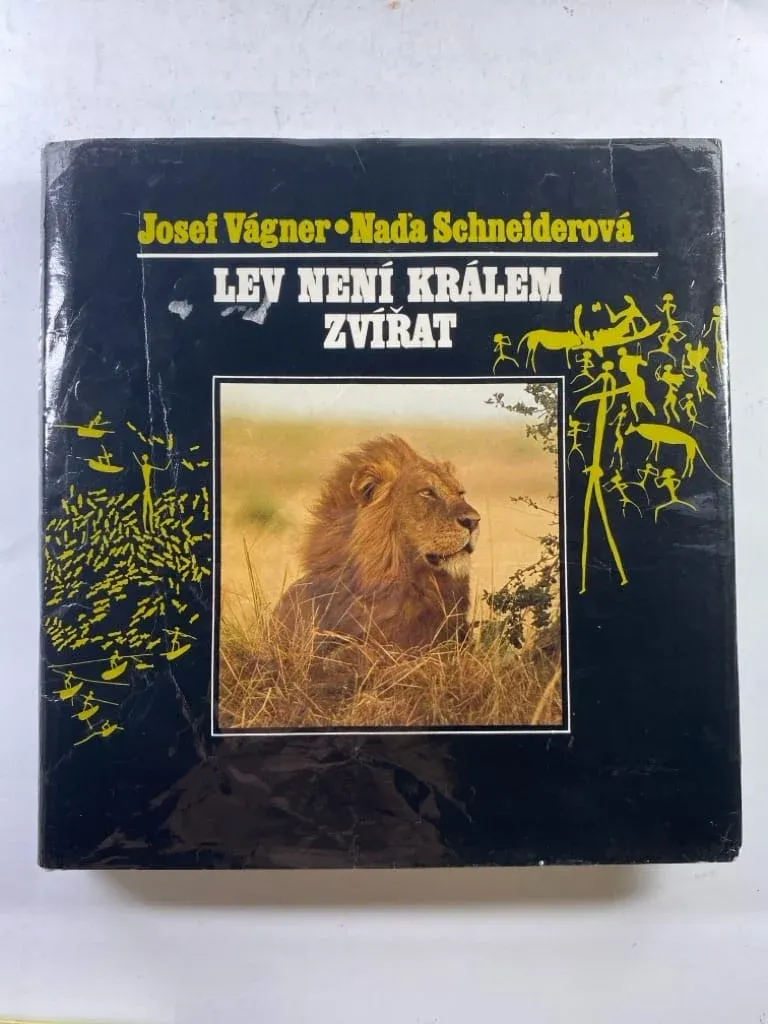 Josef Vágner • Naďa Schneiderová
LEV NENÍ KRÁLEM
ZVÍŘAT